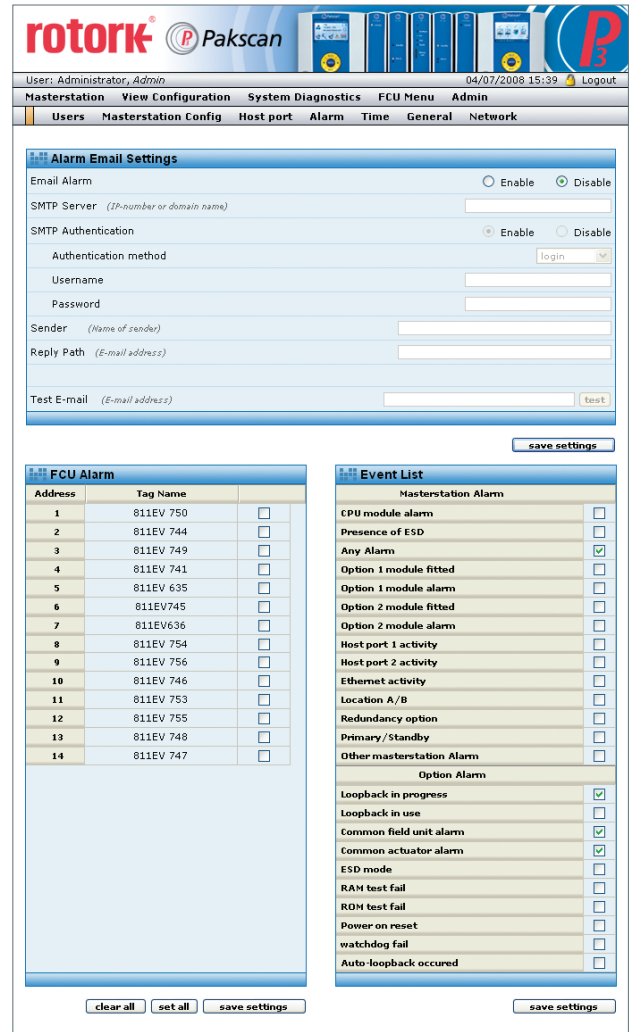 rotork P Pakscan P3
User: Administrator, Admin 04/07/2008 15:39 Logout
Masterstation View Configuration System Diagnostics FCU Menu Admin
Users Masterstation Config Host port Alarm Time General Network
Alarm Email Settings
Email Alarm Enable Disable
SMTP Server (IP-number or domain name)
SMTP Authentication Enable Disable
Authentication method login
Username
Password
Sender (Name of sender)
Reply Path (E-mail address)
Test E-mail (E-mail address) test
save settings
FCU Alarm
Address Tag Name
1 811EV 750
2 811EV 744
3 811EV 749
4 811EV 741
5 811EV 635
6 811EV745
7 811EV636
8 811EV 754
9 811EV 756
10 811EV 746
11 811EV 753
12 811EV 755
13 811EV 748
14 811EV 747
clear all set all save settings
Event List
Masterstation Alarm
CPU module alarm
Presence of ESD
Any Alarm
Option 1 module fitted
Option 1 module alarm
Option 2 module fitted
Option 2 module alarm
Host port 1 activity
Host port 2 activity
Ethernet activity
Location A/B
Redundancy option
Primary/Standby
Other masterstation Alarm
Option Alarm
Loopback in progress
Loopback in use
Common field unit alarm
Common actuator alarm
ESD mode
RAM test fail
ROM test fail
Power on reset
watchdog fail
Auto-loopback occured
save settings